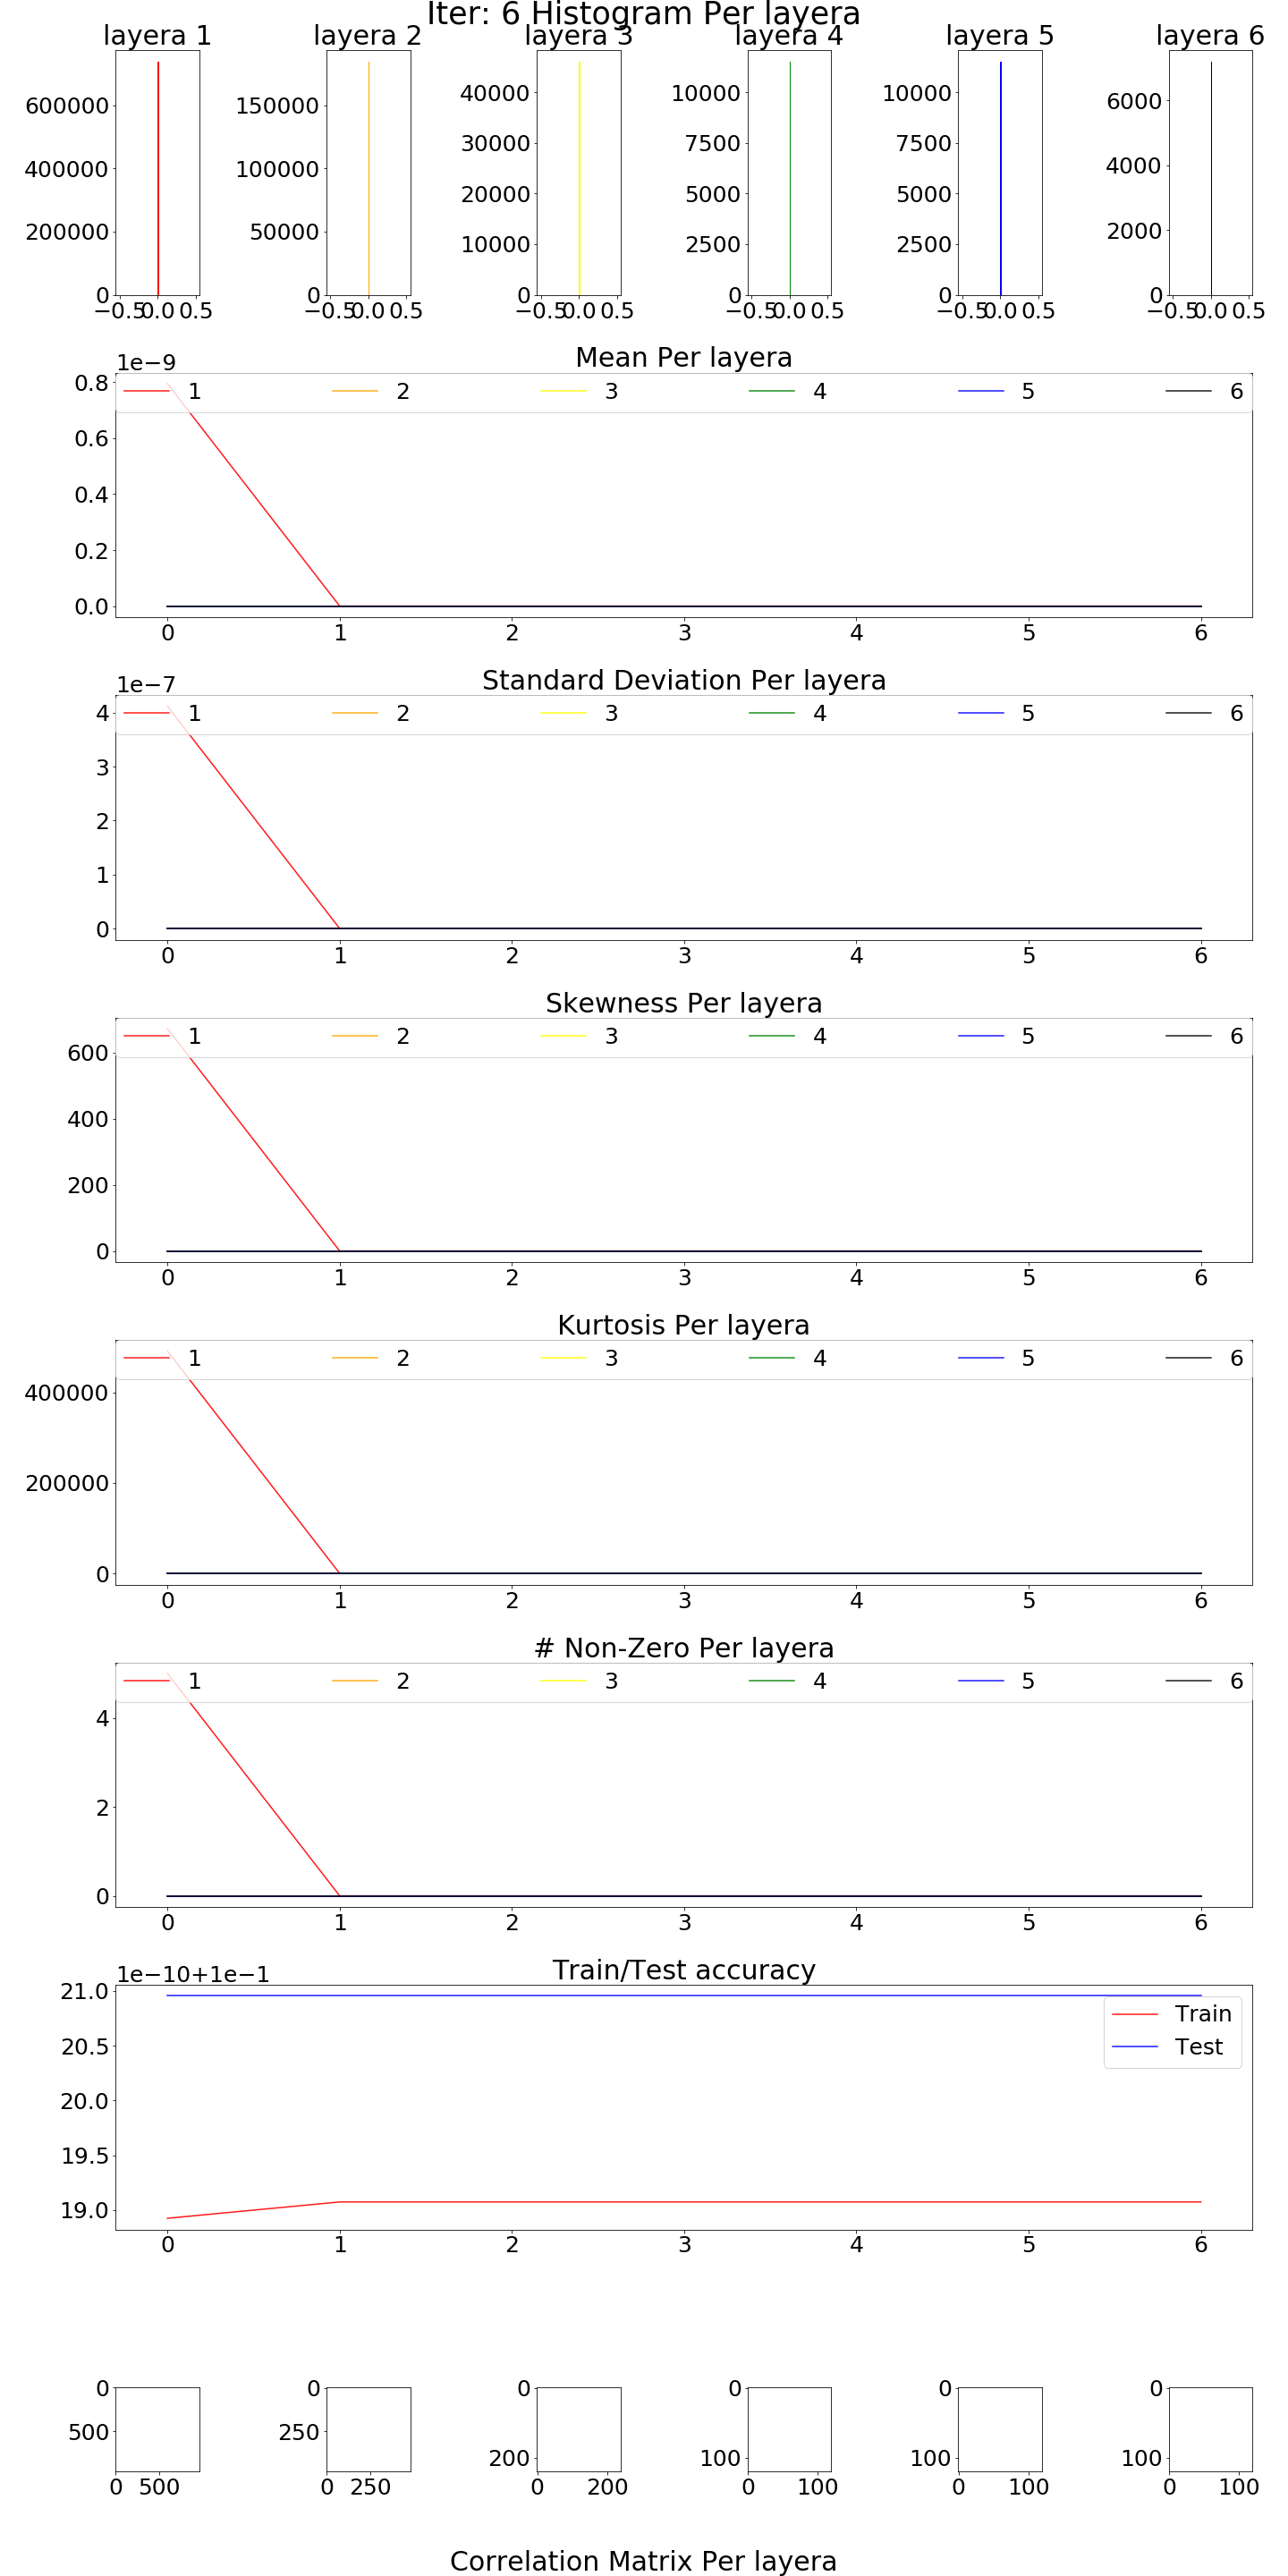 Iter: 6 Histogram Per layera
layera 1 layera 2 layera 3 layera 4 layera 5 layera 6
600000 400000 200000 0
−0.5 0.0 0.5
150000 100000 50000 0
−0.5 0.0 0.5
40000 30000 20000 10000 0
−0.5 0.0 0.5
10000 7500 5000 2500 0
−0.5 0.0 0.5
10000 7500 5000 2500 0
−0.5 0.0 0.5
6000 4000 2000 0
−0.5 0.0 0.5
Mean Per layera
1e−9
1 2 3 4 5 6
0.8
0.6
0.4
0.2
0.0
0 1 2 3 4 5 6
Standard Deviation Per layera
1e−7
1 2 3 4 5 6
4
3
2
1
0
0 1 2 3 4 5 6
Skewness Per layera
1 2 3 4 5 6
600
400
200
0
0 1 2 3 4 5 6
Kurtosis Per layera
1 2 3 4 5 6
400000
200000
0
0 1 2 3 4 5 6
# Non-Zero Per layera
1 2 3 4 5 6
4
2
0
0 1 2 3 4 5 6
Train/Test accuracy
1e−10+1e−1
21.0
20.5
20.0
19.5
19.0
Train
Test
0 1 2 3 4 5 6
0 500
0 500
0 250
0 250
0 200
0 200
0 100
0 100
0 100
0 100
0 100
0 100
Correlation Matrix Per layera